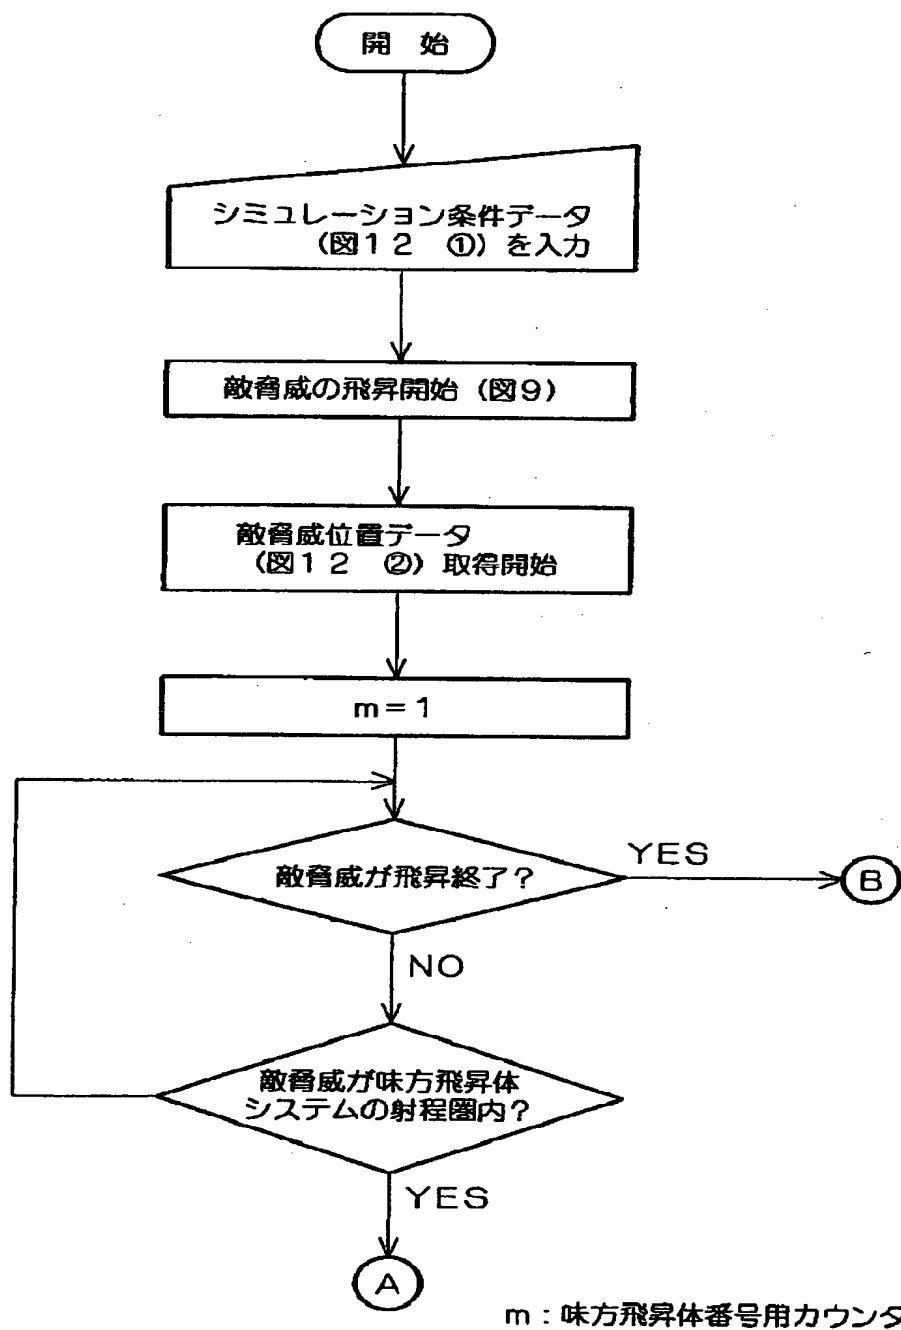 開 始
シミュレーション条件データ
(図12 ①)を入力
敵脅威の飛昇開始(図9)
敵脅威位置データ
(図12 ②)取得開始
m=1
敵脅威が飛昇終了?
YES
B
NO
敵脅威が味方飛昇体
システムの射程圏内?
YES
A
m:味方飛昇体番号用カウンタ